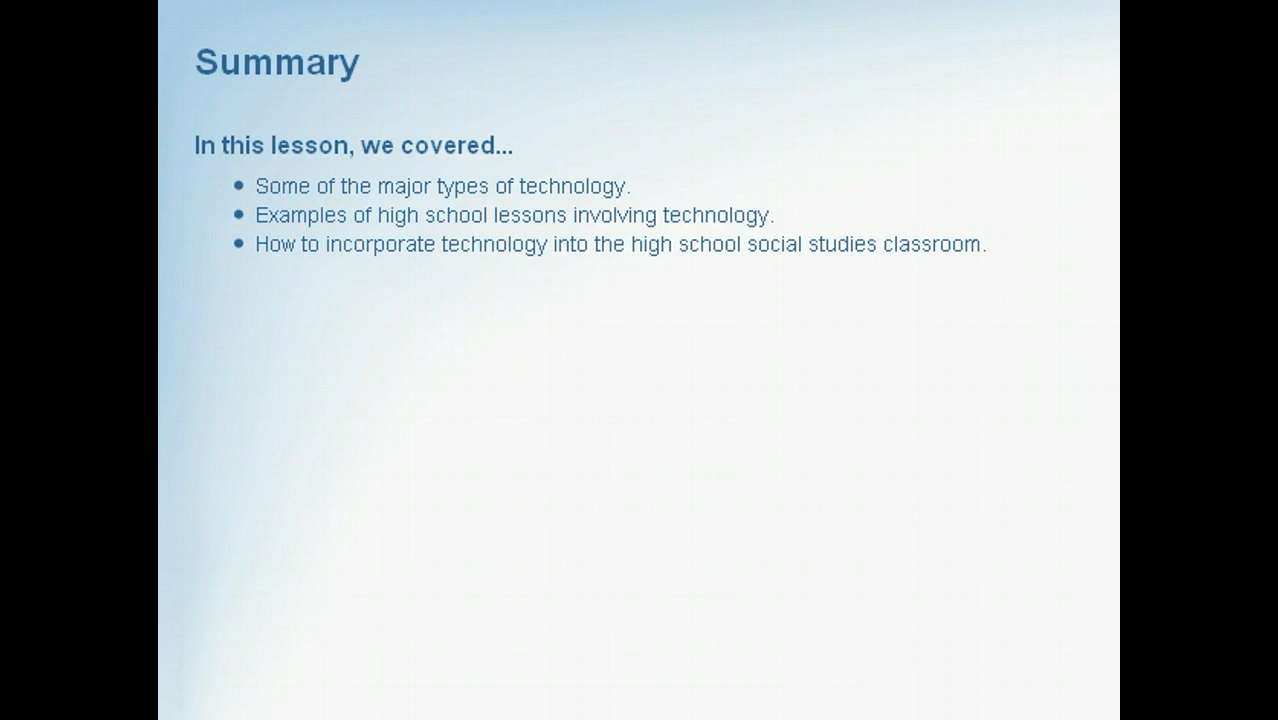 Summary
In this lesson, we covered...
• Some of the major types of technology.
• Examples of high school lessons involving technology.
• How to incorporate technology into the high school social studies classroom.